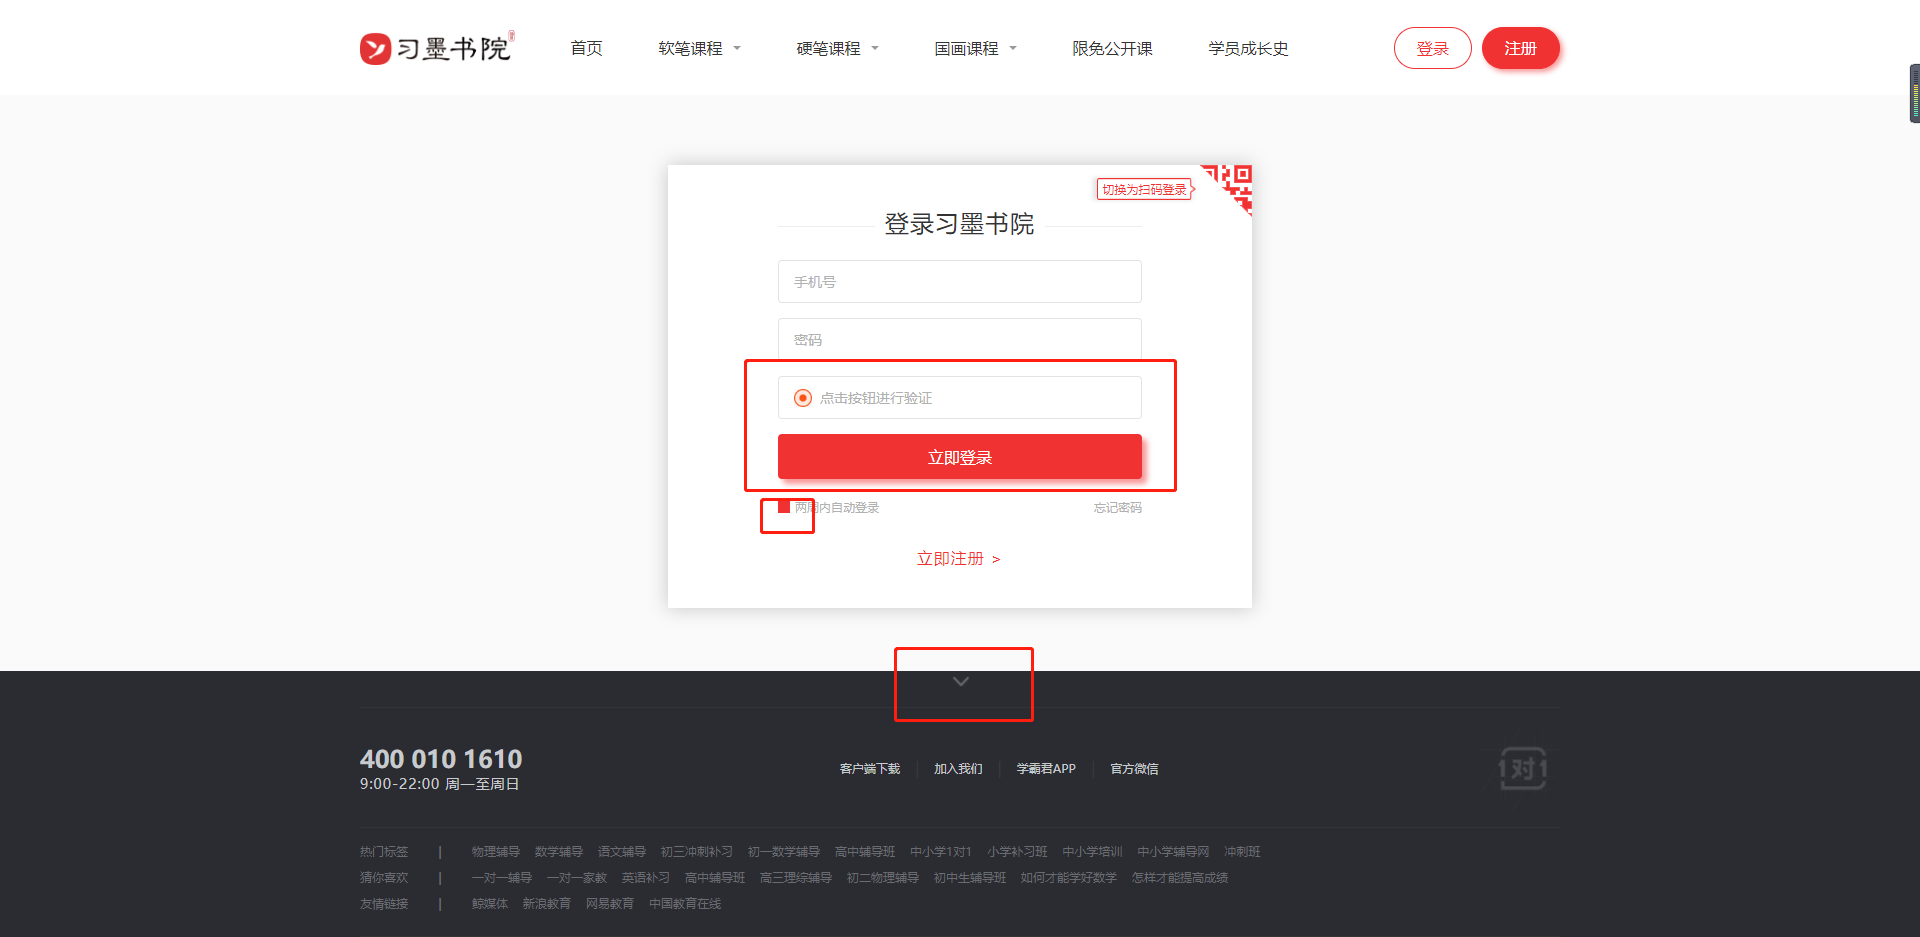 习墨书院 首页 软笔课程 硬笔课程 国画课程 限免公开课 学员成长史 登录 注册
切换为扫码登录
登录习墨书院
手机号
密码
点击按钮进行验证
立即登录
两周内自动登录 忘记密码
立即注册 >
400 010 1610
9:00-22:00 周一至周日
客户端下载 加入我们 学霸君APP 官方微信
1对1
热门标签 | 物理辅导 数学辅导 语文辅导 初三冲刺补习 初一数学辅导 高中辅导班 中小学1对1 小学补习班 中小学培训 中小学辅导网 冲刺班
猜你喜欢 | 一对一辅导 一对一家教 英语补习 高中辅导班 高三理综辅导 初二物理辅导 初中生辅导班 如何才能学好数学 怎样才能提高成绩
友情链接 | 鲸媒体 新浪教育 网易教育 中国教育在线